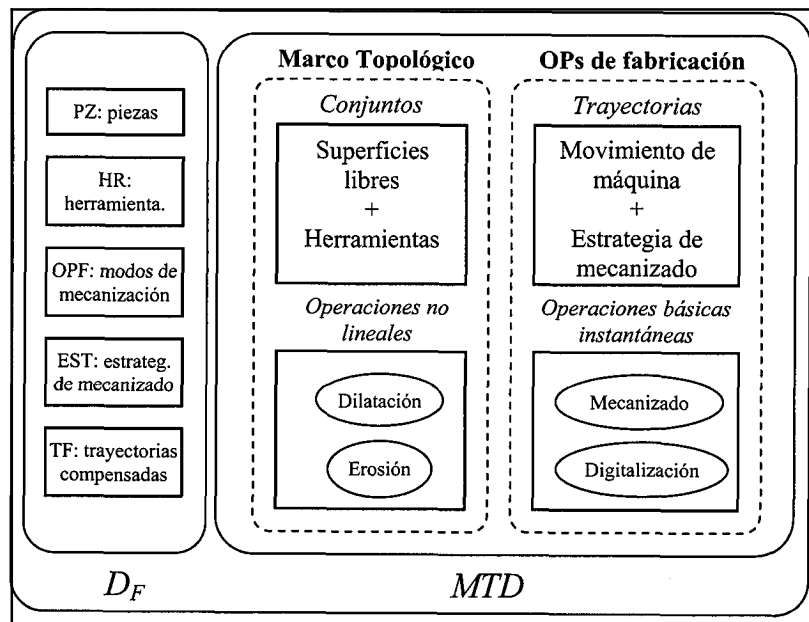 PZ: piezas
HR:
herramienta.
OPF: modos de
mecanización
EST: estrateg.
de mecanizado
TF: trayectorias
compensadas
D_F
Marco Topológico
Conjuntos
Superficies
libres
+
Herramientas
Operaciones no
lineales
Dilatación
Erosión
OPs de fabricación
Trayectorias
Movimiento de
máquina
+
Estrategia de
mecanizado
Operaciones básicas
instantáneas
Mecanizado
Digitalización
MTD